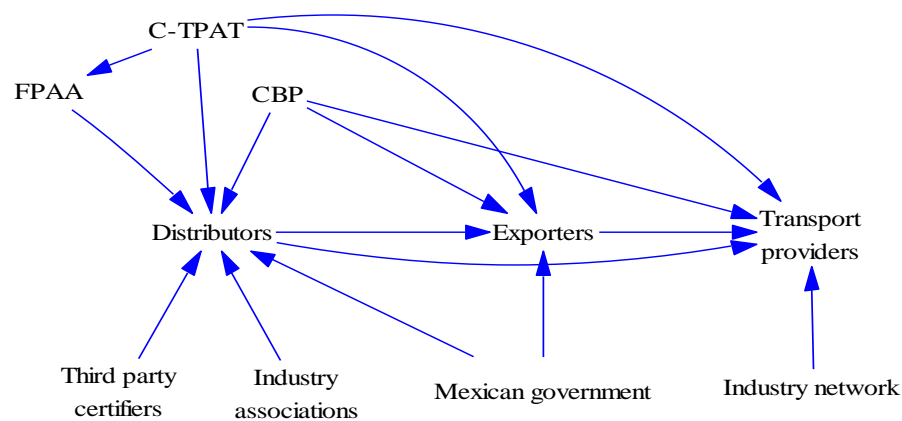 C-TPAT
FPAA
CBP
Distributors
Exporters
Transport
providers
Third party
certifiers
Industry
associations
Mexican government
Industry network